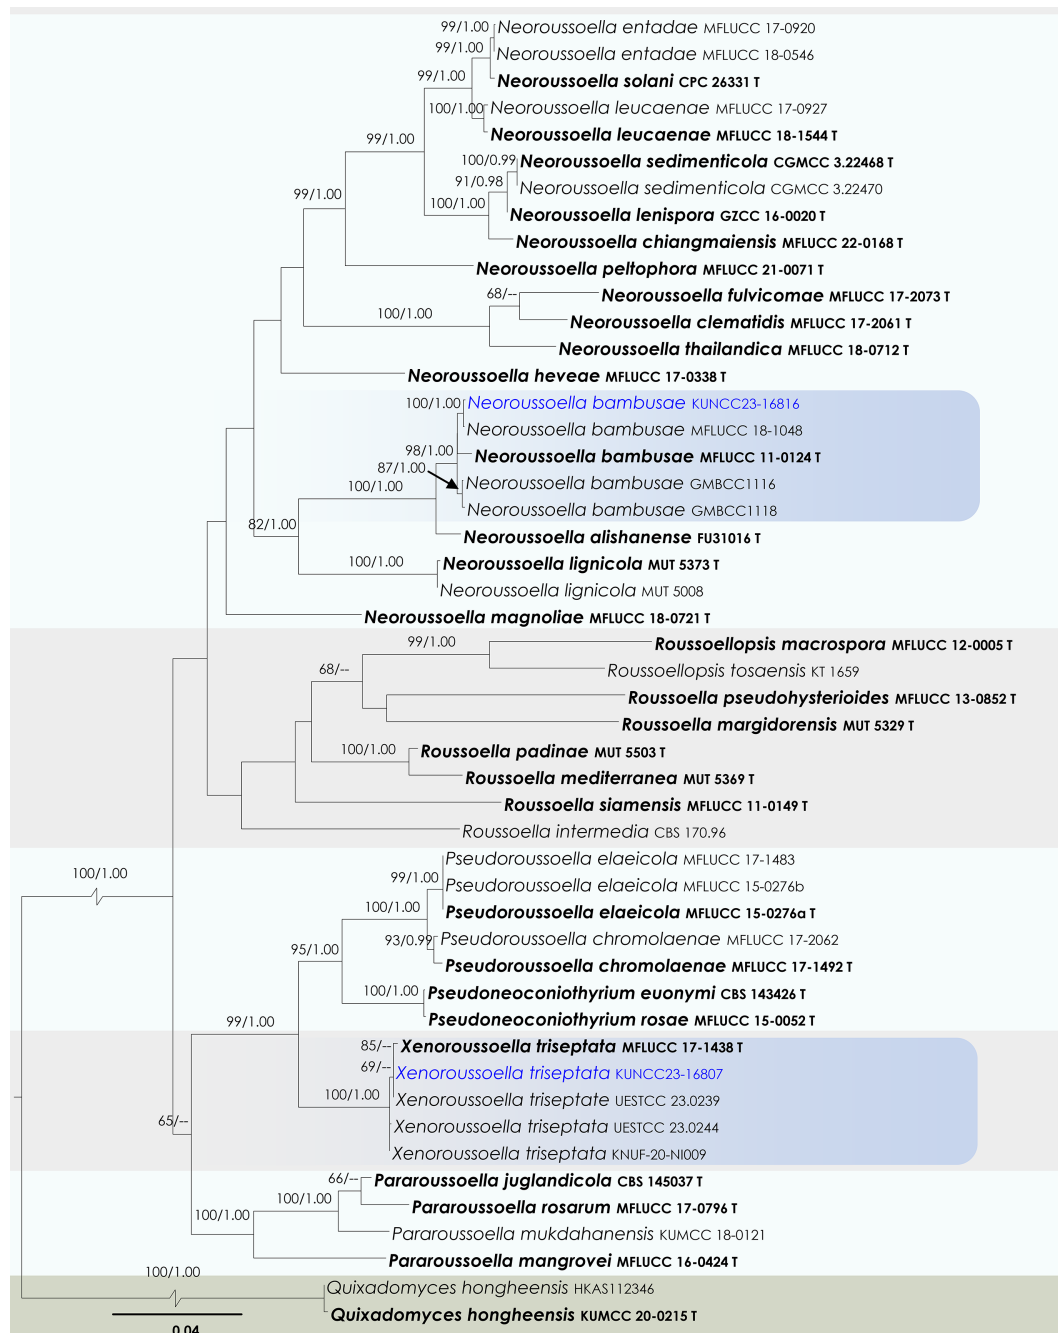 99/1.00
Neoroussoella entadae MFLUCC 17-0920
99/1.00
Neoroussoella entadae MFLUCC 18-0546
99/1.00
Neoroussoella solani CPC 26331 T
100/1.00
Neoroussoella leucaenae MFLUCC 17-0927
Neoroussoella leucaenae MFLUCC 18-1544 T
99/1.00
100/0.99
Neoroussoella sedimenticola CGMCC 3.22468 T
91/0.98
Neoroussoella sedimenticola CGMCC 3.22470
99/1.00
100/1.00
Neoroussoella lenispora GZCC 16-0020 T
Neoroussoella chiangmaiensis MFLUCC 22-0168 T
Neoroussoella peltophora MFLUCC 21-0071 T
68/--
Neoroussoella fulvicomae MFLUCC 17-2073 T
100/1.00
Neoroussoella clematidis MFLUCC 17-2061 T
Neoroussoella thailandica MFLUCC 18-0712 T
Neoroussoella heveae MFLUCC 17-0338 T
100/1.00
Neoroussoella bambusae KUNCC23-16816
Neoroussoella bambusae MFLUCC 18-1048
98/1.00
Neoroussoella bambusae MFLUCC 11-0124 T
87/1.00
Neoroussoella bambusae GMBCC1116
100/1.00
Neoroussoella bambusae GMBCC1118
82/1.00
Neoroussoella alishanense FU31016 T
100/1.00
Neoroussoella lignicola MUT 5373 T
Neoroussoella lignicola MUT 5008
Neoroussoella magnoliae MFLUCC 18-0721 T
99/1.00
Roussoellopsis macrospora MFLUCC 12-0005 T
68/--
Roussoellopsis tosaensis KT 1659
Roussoella pseudohysterioides MFLUCC 13-0852 T
Roussoella margidorensis MUT 5329 T
100/1.00
Roussoella padinae MUT 5503 T
Roussoella mediterranea MUT 5369 T
Roussoella siamensis MFLUCC 11-0149 T
Roussoella intermedia CBS 170.96
Pseudoroussoella elaeicola MFLUCC 17-1483
100/1.00
99/1.00
Pseudoroussoella elaeicola MFLUCC 15-0276b
100/1.00
Pseudoroussoella elaeicola MFLUCC 15-0276a T
93/0.99
Pseudoroussoella chromolaenae MFLUCC 17-2062
95/1.00
Pseudoroussoella chromolaenae MFLUCC 17-1492 T
100/1.00
Pseudoneoconiothyrium euonymi CBS 143426 T
99/1.00
Pseudoneoconiothyrium rosae MFLUCC 15-0052 T
85/--
Xenoroussoella triseptata MFLUCC 17-1438 T
69/--
Xenoroussoella triseptata KUNCC23-16807
100/1.00
Xenoroussoella triseptate UESTCC 23.0239
65/--
Xenoroussoella triseptata UESTCC 23.0244
Xenoroussoella triseptata KNUF-20-NI009
66/--
Pararoussoella juglandicola CBS 145037 T
100/1.00
Pararoussoella rosarum MFLUCC 17-0796 T
100/1.00
Pararoussoella mukdahanensis KUMCC 18-0121
Pararoussoella mangrovei MFLUCC 16-0424 T
100/1.00
Quixadomyces hongheensis HKAS112346
Quixadomyces hongheensis KUMCC 20-0215 T
0.04